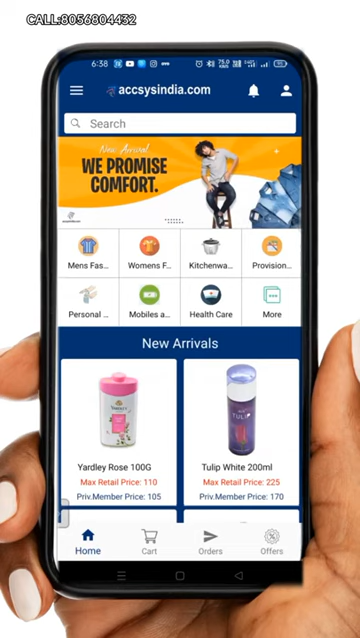 CALL:8056804432
6:38
accsysindia.com
Search
New Arrival..
WE PROMISE
COMFORT.
Mens Fas...
Womens F...
Kitchenwa...
Provision...
Personal ...
Mobiles a...
Health Care
More
New Arrivals
TULIP
Yardley Rose 100G
Tulip White 200ml
Max Retail Price: 110
Max Retail Price: 225
Priv.Member Price: 105
Priv.Member Price: 170
Home
Cart
Orders
Offers